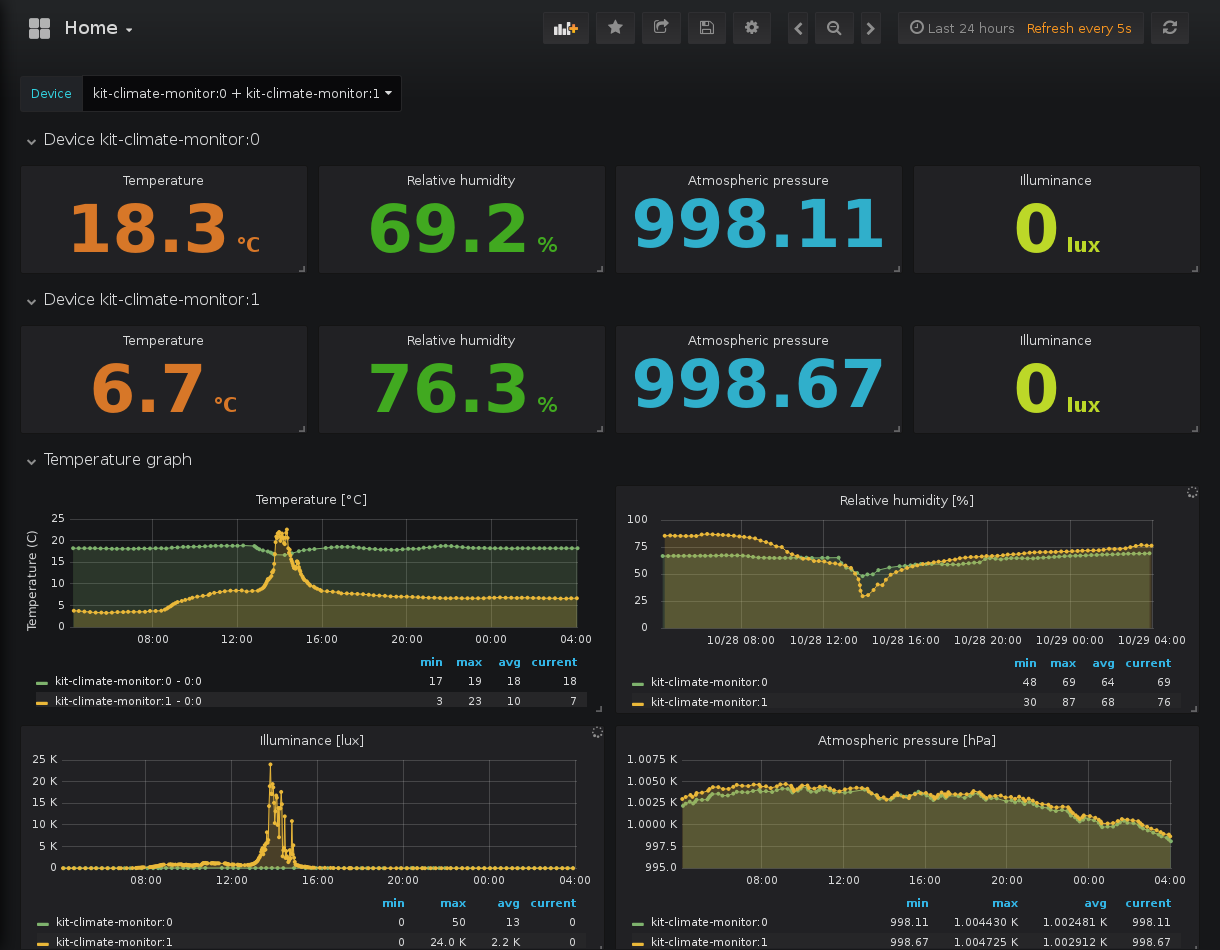 Home
Last 24 hours Refresh every 5s
Device kit-climate-monitor:0 + kit-climate-monitor:1
Device kit-climate-monitor:0
Temperature Relative humidity Atmospheric pressure Illuminance
18.3 °C 69.2 % 998.11 0 lux
Device kit-climate-monitor:1
Temperature Relative humidity Atmospheric pressure Illuminance
6.7 °C 76.3 % 998.67 0 lux
Temperature graph
Temperature [°C]
Temperature (C)
25
20
15
10
5
0
08:00 12:00 16:00 20:00 00:00 04:00
min max avg current
kit-climate-monitor:0 - 0:0 17 19 18 18
kit-climate-monitor:1 - 0:0 3 23 10 7
Relative humidity [%]
100
75
50
25
0
10/28 08:00 10/28 12:00 10/28 16:00 10/28 20:00 10/29 00:00 10/29 04:00
min max avg current
kit-climate-monitor:0 48 69 64 69
kit-climate-monitor:1 30 87 68 76
Illuminance [lux]
25 K
20 K
15 K
10 K
5 K
0
08:00 12:00 16:00 20:00 00:00 04:00
min max avg current
kit-climate-monitor:0 0 50 13 0
kit-climate-monitor:1 0 24.0 K 2.2 K 0
Atmospheric pressure [hPa]
1.0075 K
1.0050 K
1.0025 K
1.0000 K
997.5
995.0
08:00 12:00 16:00 20:00 00:00 04:00
min max avg current
kit-climate-monitor:0 998.11 1.004430 K 1.002481 K 998.11
kit-climate-monitor:1 998.67 1.004725 K 1.002912 K 998.67